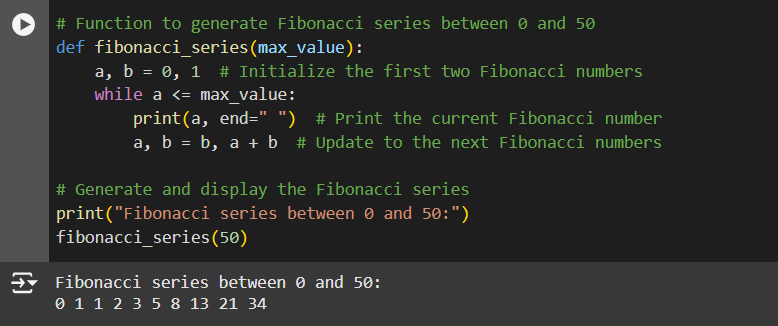 # Function to generate Fibonacci series between 0 and 50
def fibonacci_series(max_value):
    a, b = 0, 1  # Initialize the first two Fibonacci numbers
    while a <= max_value:
        print(a, end=" ")  # Print the current Fibonacci number
        a, b = b, a + b  # Update to the next Fibonacci numbers

# Generate and display the Fibonacci series
print("Fibonacci series between 0 and 50:")
fibonacci_series(50)
Fibonacci series between 0 and 50:
0 1 1 2 3 5 8 13 21 34